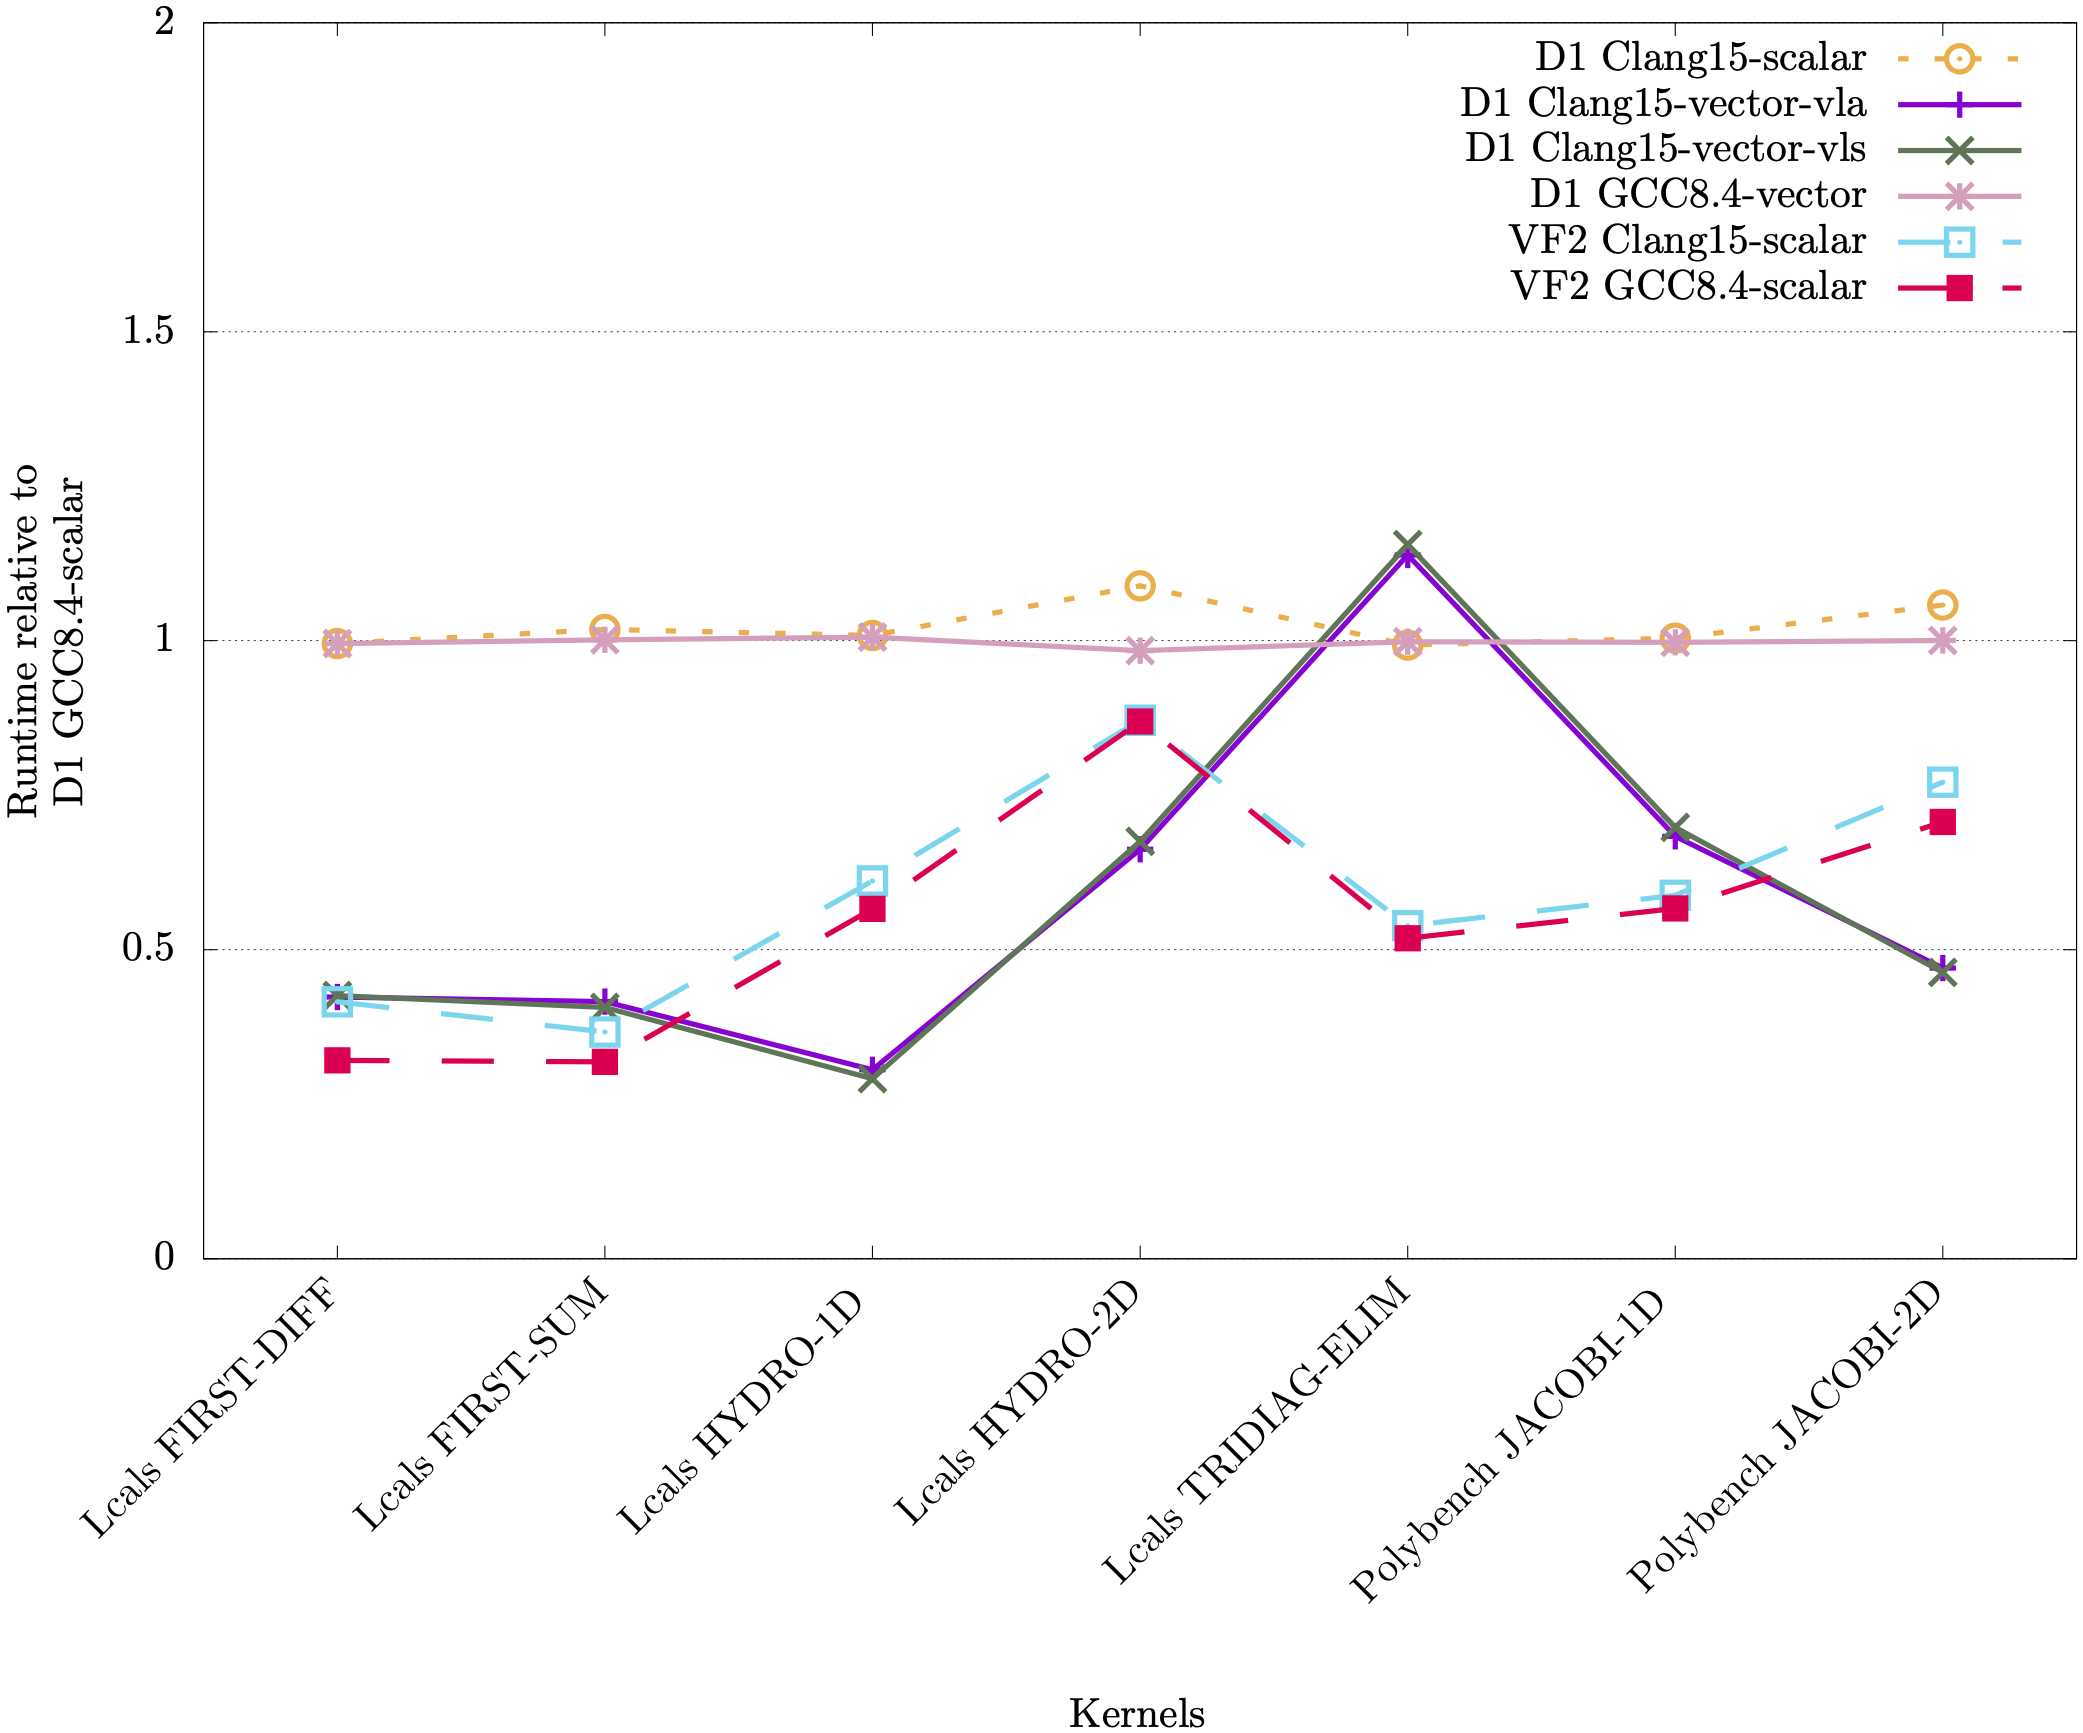 2
1.5
1
0.5
0
Runtime relative to
D1 GCC8.4-scalar
D1 Clang15-scalar
D1 Clang15-vector-vla
D1 Clang15-vector-vls
D1 GCC8.4-vector
VF2 Clang15-scalar
VF2 GCC8.4-scalar
Lcals FIRST-DIFF
Lcals FIRST-SUM
Lcals HYDRO-1D
Lcals HYDRO-2D
Lcals TRIDIAG-ELIM
Polybench JACOBI-1D
Polybench JACOBI-2D
Kernels